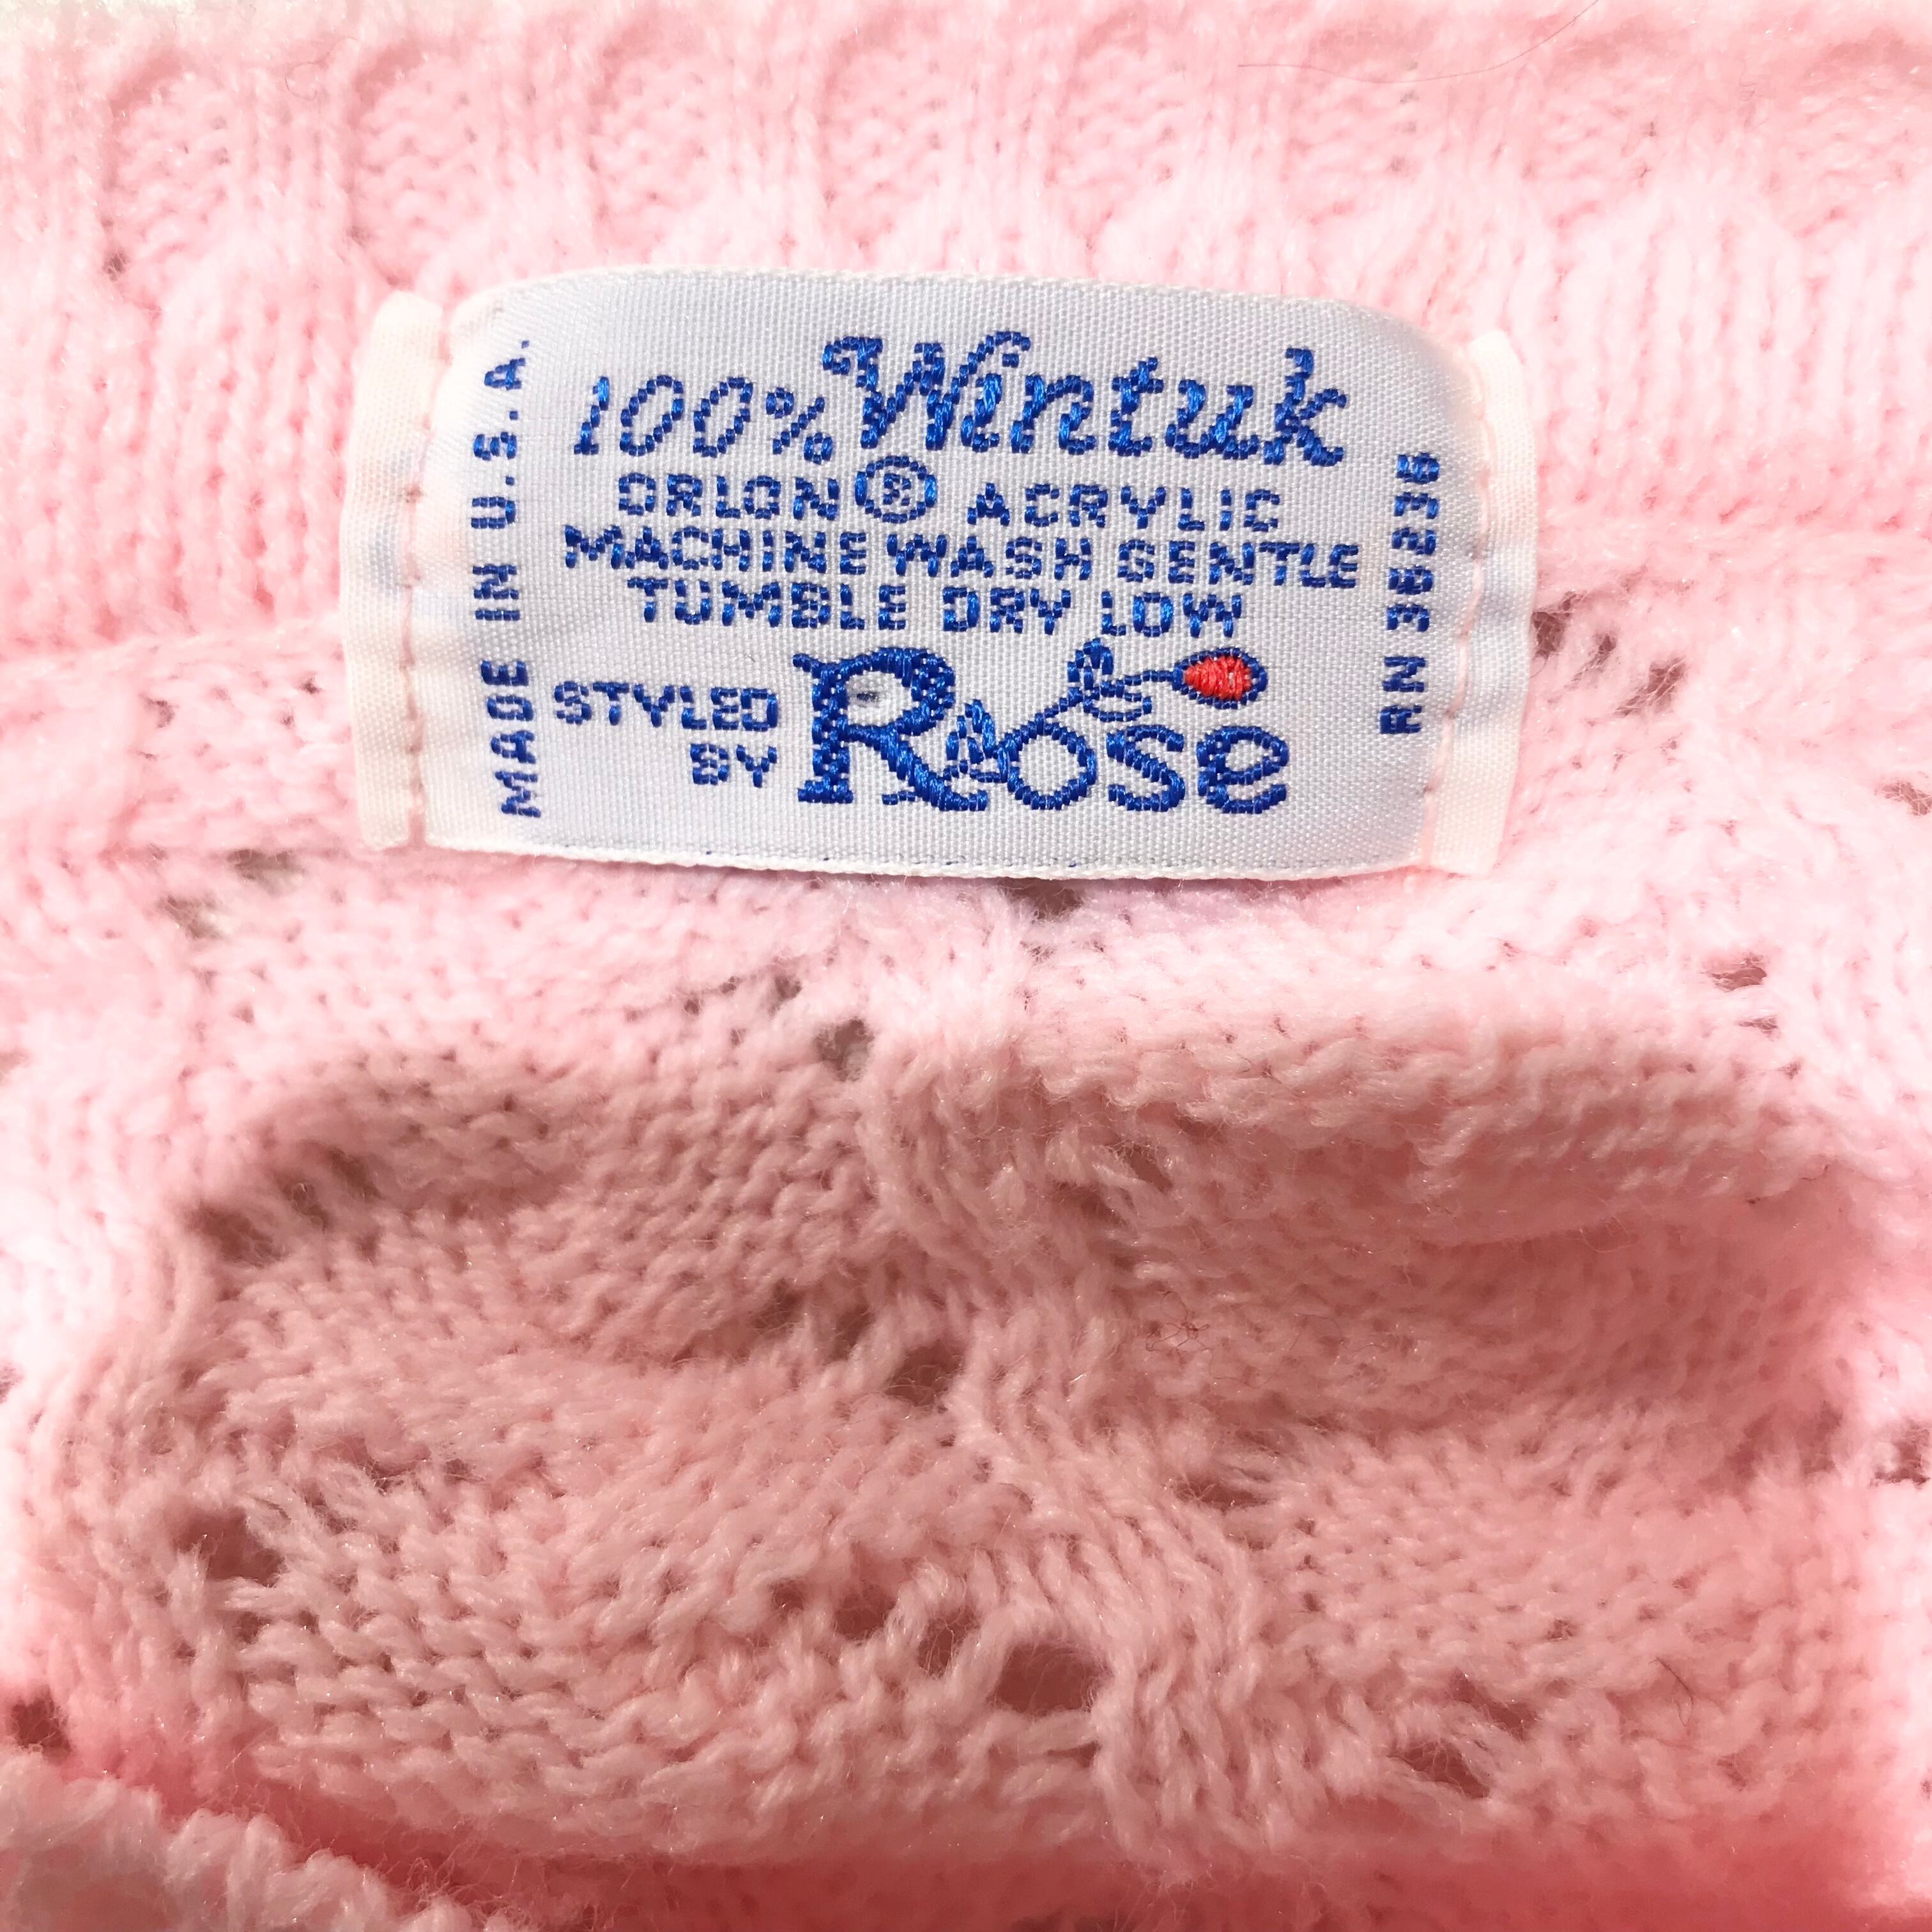 100% Wintuk
ORLON ® ACRYLIC
MACHINE WASH GENTLE
TUMBLE DRY LOW
STYLED
BY
Rose
MADE IN U.S.A.
RN 36236